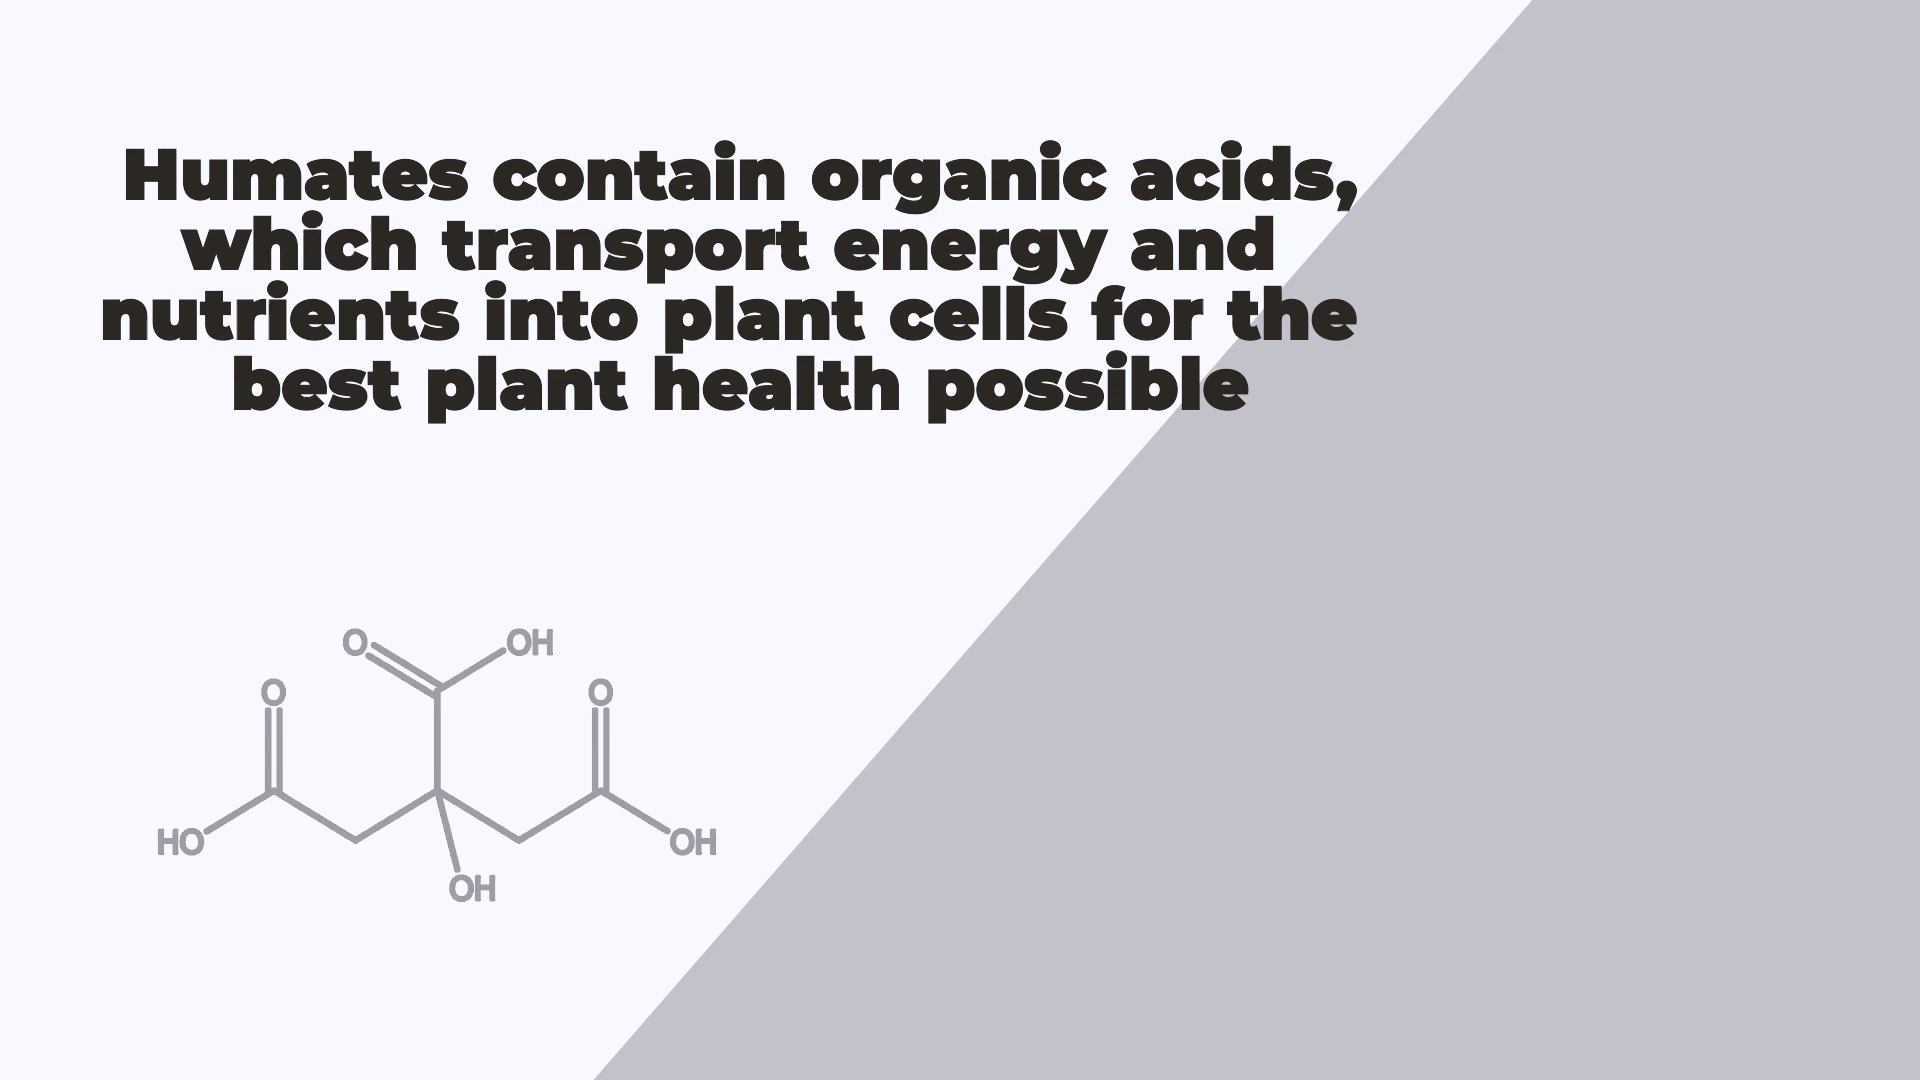 Humates contain organic acids,
which transport energy and
nutrients into plant cells for the
best plant health possible
O
OH
O
O
HO
OH
OH